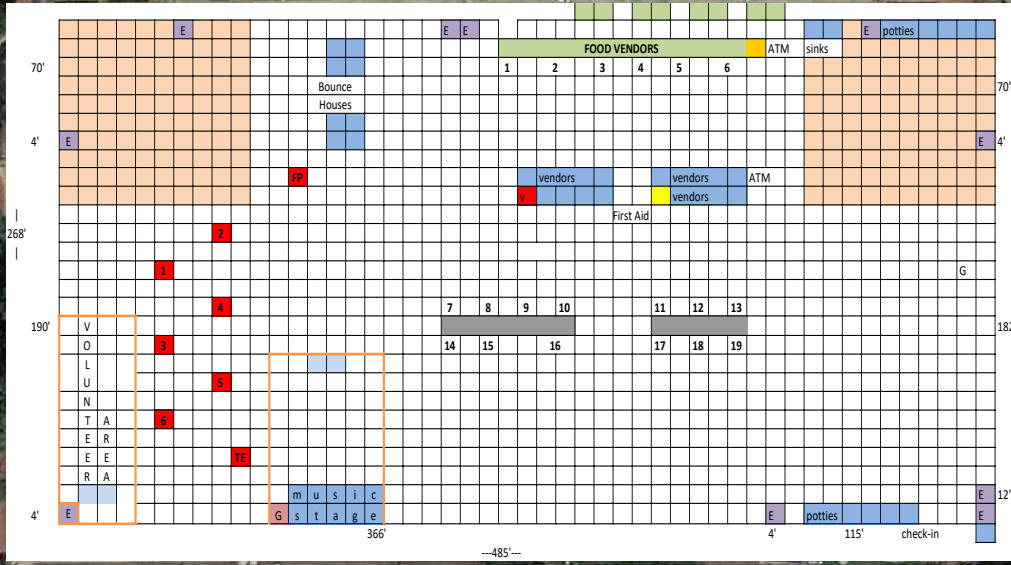 E E E E potties
FOOD VENDORS ATM sinks
70' 1 2 3 4 5 6
Bounce 70'
Houses
4' E E 4'
FP vendors vendors ATM
v vendors
First Aid
|
268' 2
|
1 G
4 7 8 9 10 11 12 13
190' V 182
O 3 14 15 16 17 18 19
L
U 5
N
T A 6
E R
E E TE
R A
m u s i c E 12'
4' E G s t a g e E potties E
366' 4' 115' check-in
---485'---